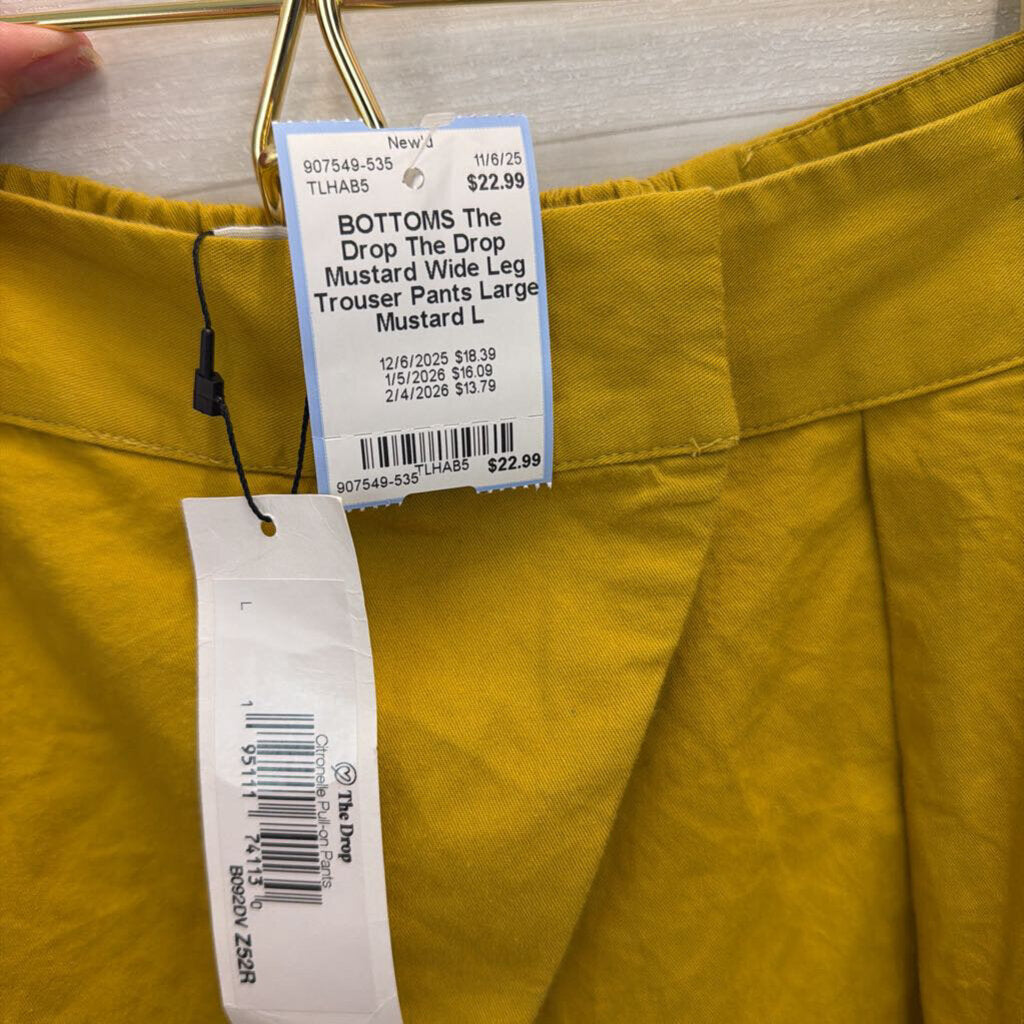 New'd
907549-535 11/6/25
TLHAB5 $22.99
BOTTOMS The
Drop The Drop
Mustard Wide Leg
Trouser Pants Large
Mustard L
12/6/2025 $18.39
1/5/2026 $16.09
2/4/2026 $13.79
907549-535 TLHAB5 $22.99
L
The Drop
Citronelle Pull-on Pants
1 95111 74113 0
B092DV Z52R